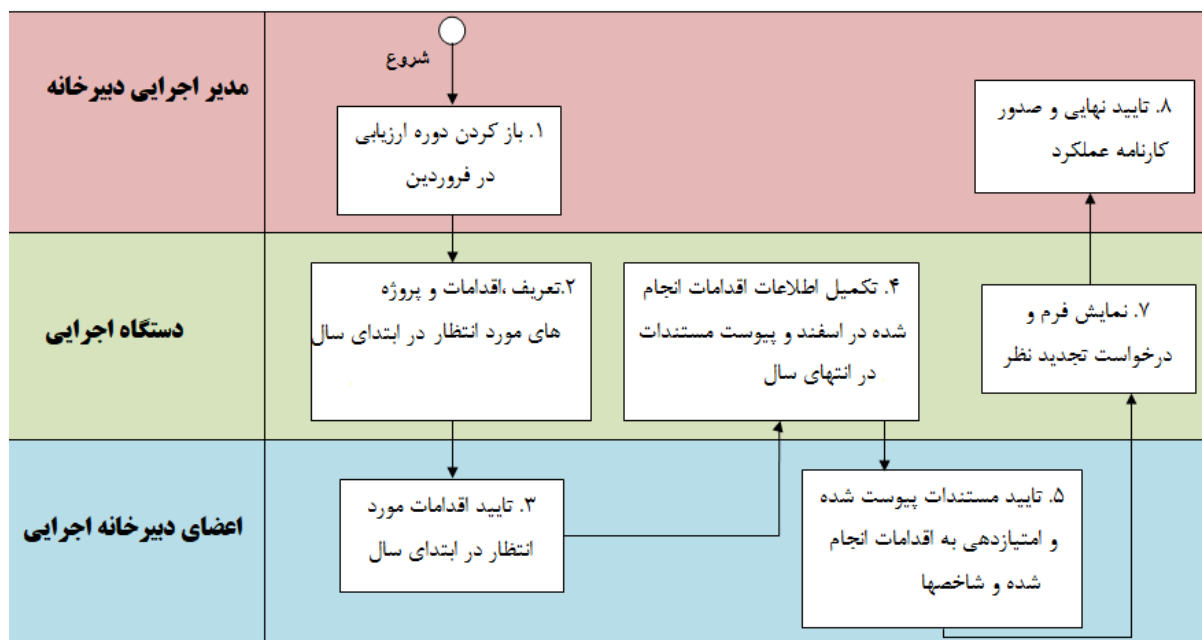 مدیر اجرایی دبیرخانه
شروع
۱. باز کردن دوره ارزیابی
در فروردین
۸. تایید نهایی و صدور
کارنامه عملکرد
دستگاه اجرایی
۲.تعریف ،اقدامات و پروژه
های مورد انتظار در ابتدای سال
۴. تکمیل اطلاعات اقدامات انجام
شده در اسفند و پیوست مستندات
در انتهای سال
۷. نمایش فرم و
درخواست تجدید نظر
اعضای دبیرخانه اجرایی
۳. تایید اقدامات مورد
انتظار در ابتدای سال
۵. تایید مستندات پیوست شده
و امتیازدهی به اقدامات انجام
شده و شاخصها